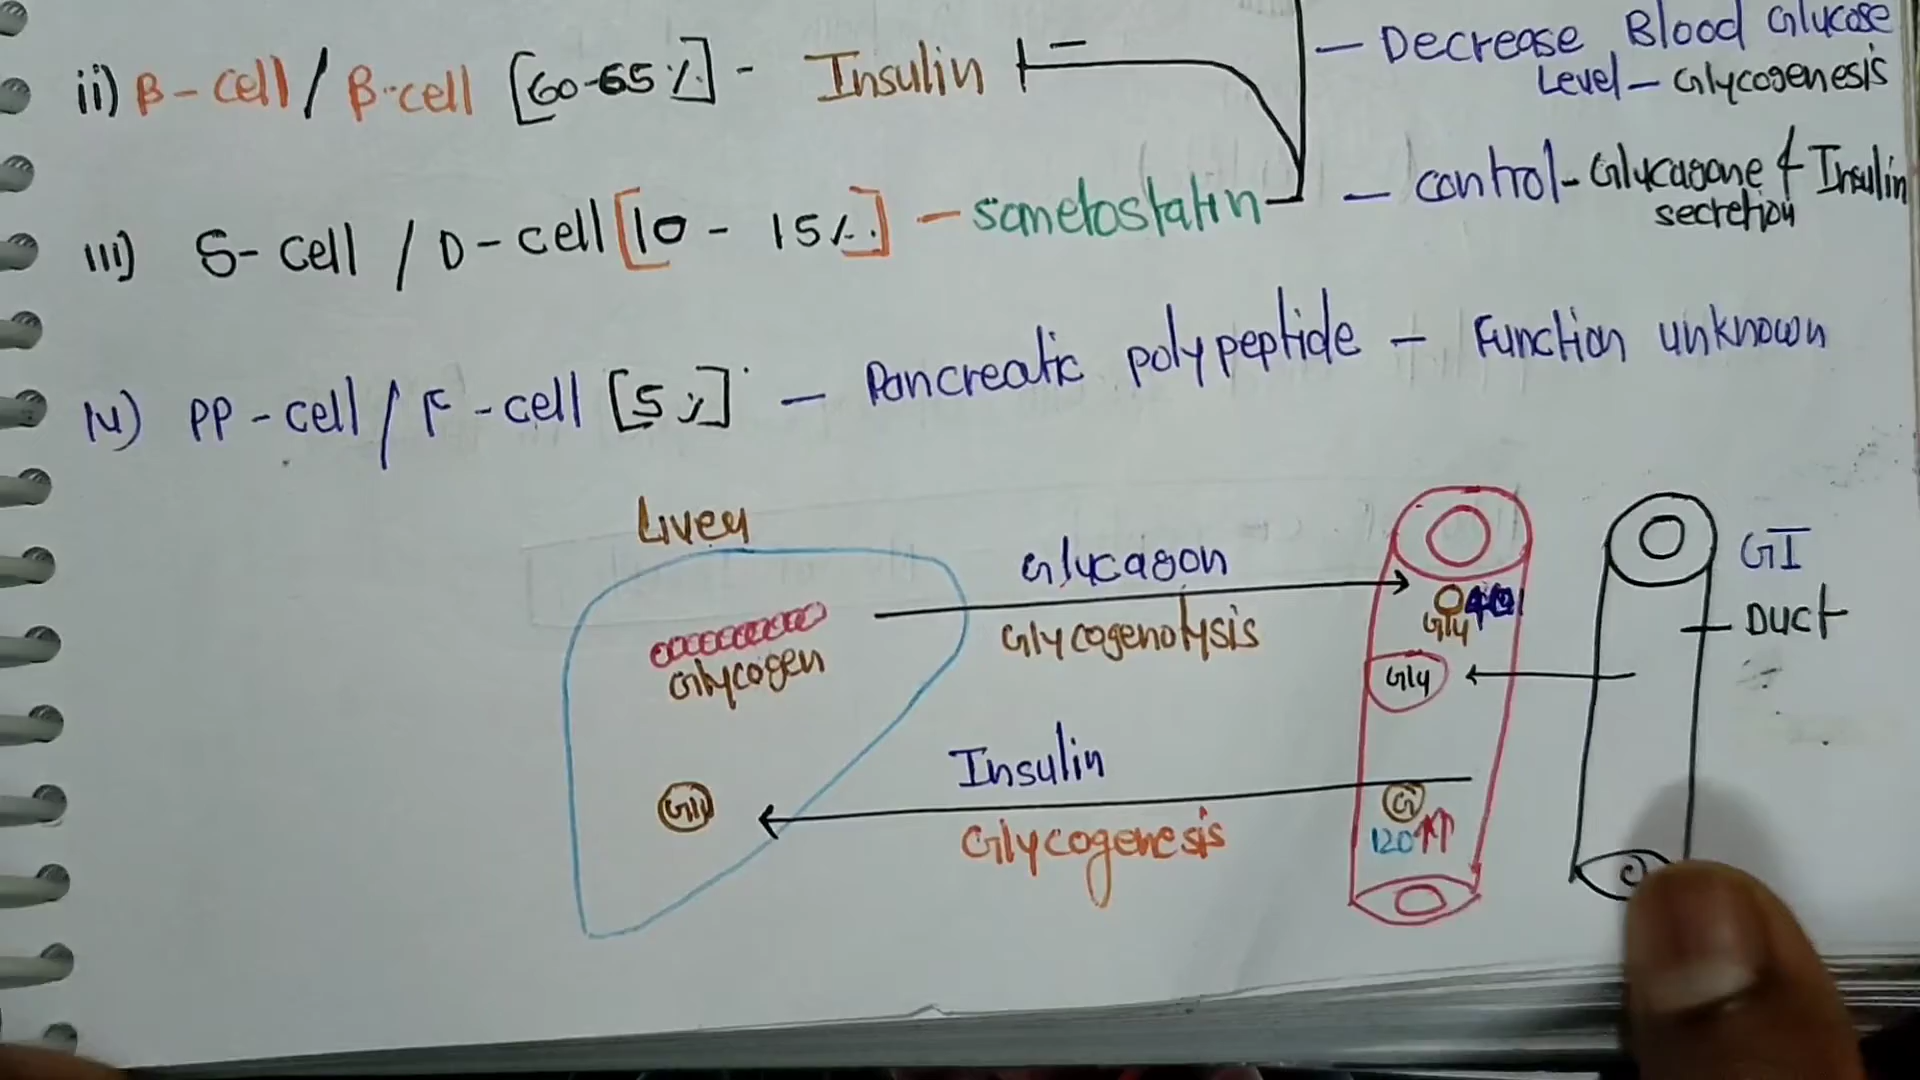 ii) β - cell / B-cell [60-65%] - Insulin
— Decrease Blood Glucose
Level - Glycogenesis
iii) δ- cell / D - cell [10 - 15%.] - sometostatin
— control - Glucagone & Insulin
secretion
iv) PP - cell / F - cell [5%] - Pancreatic polypeptide - Function unknown
Liver
Glycogen
Glucagon
Glycogenolysis
Gly
Gly
GI
Duct
Insulin
Glycogenesis
Glu
G
120↑↑